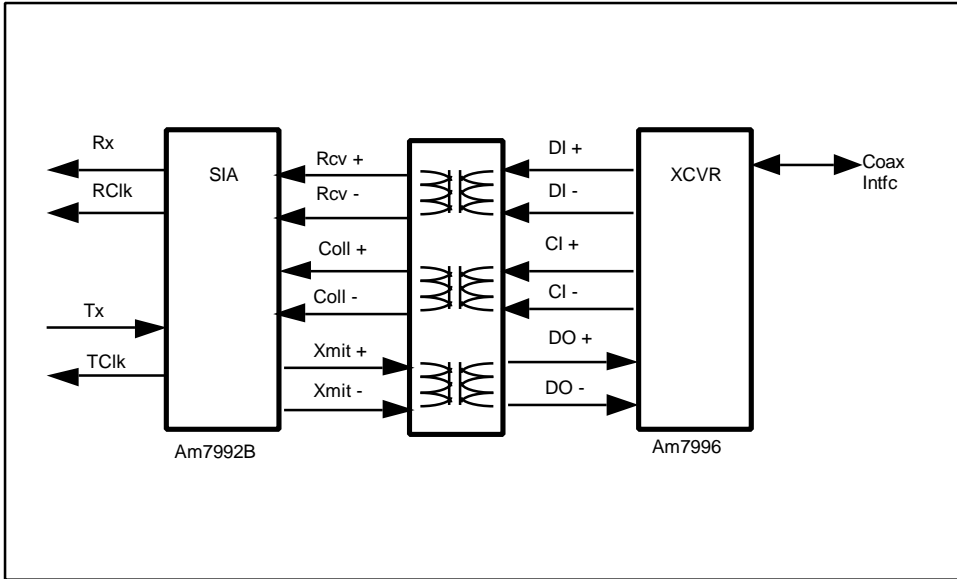 Rx
RClk
Tx
TClk
SIA
Am7992B
Rcv +
Rcv -
Coll +
Coll -
Xmit +
Xmit -
DI +
DI -
CI +
CI -
DO +
DO -
XCVR
Am7996
Coax
Intfc